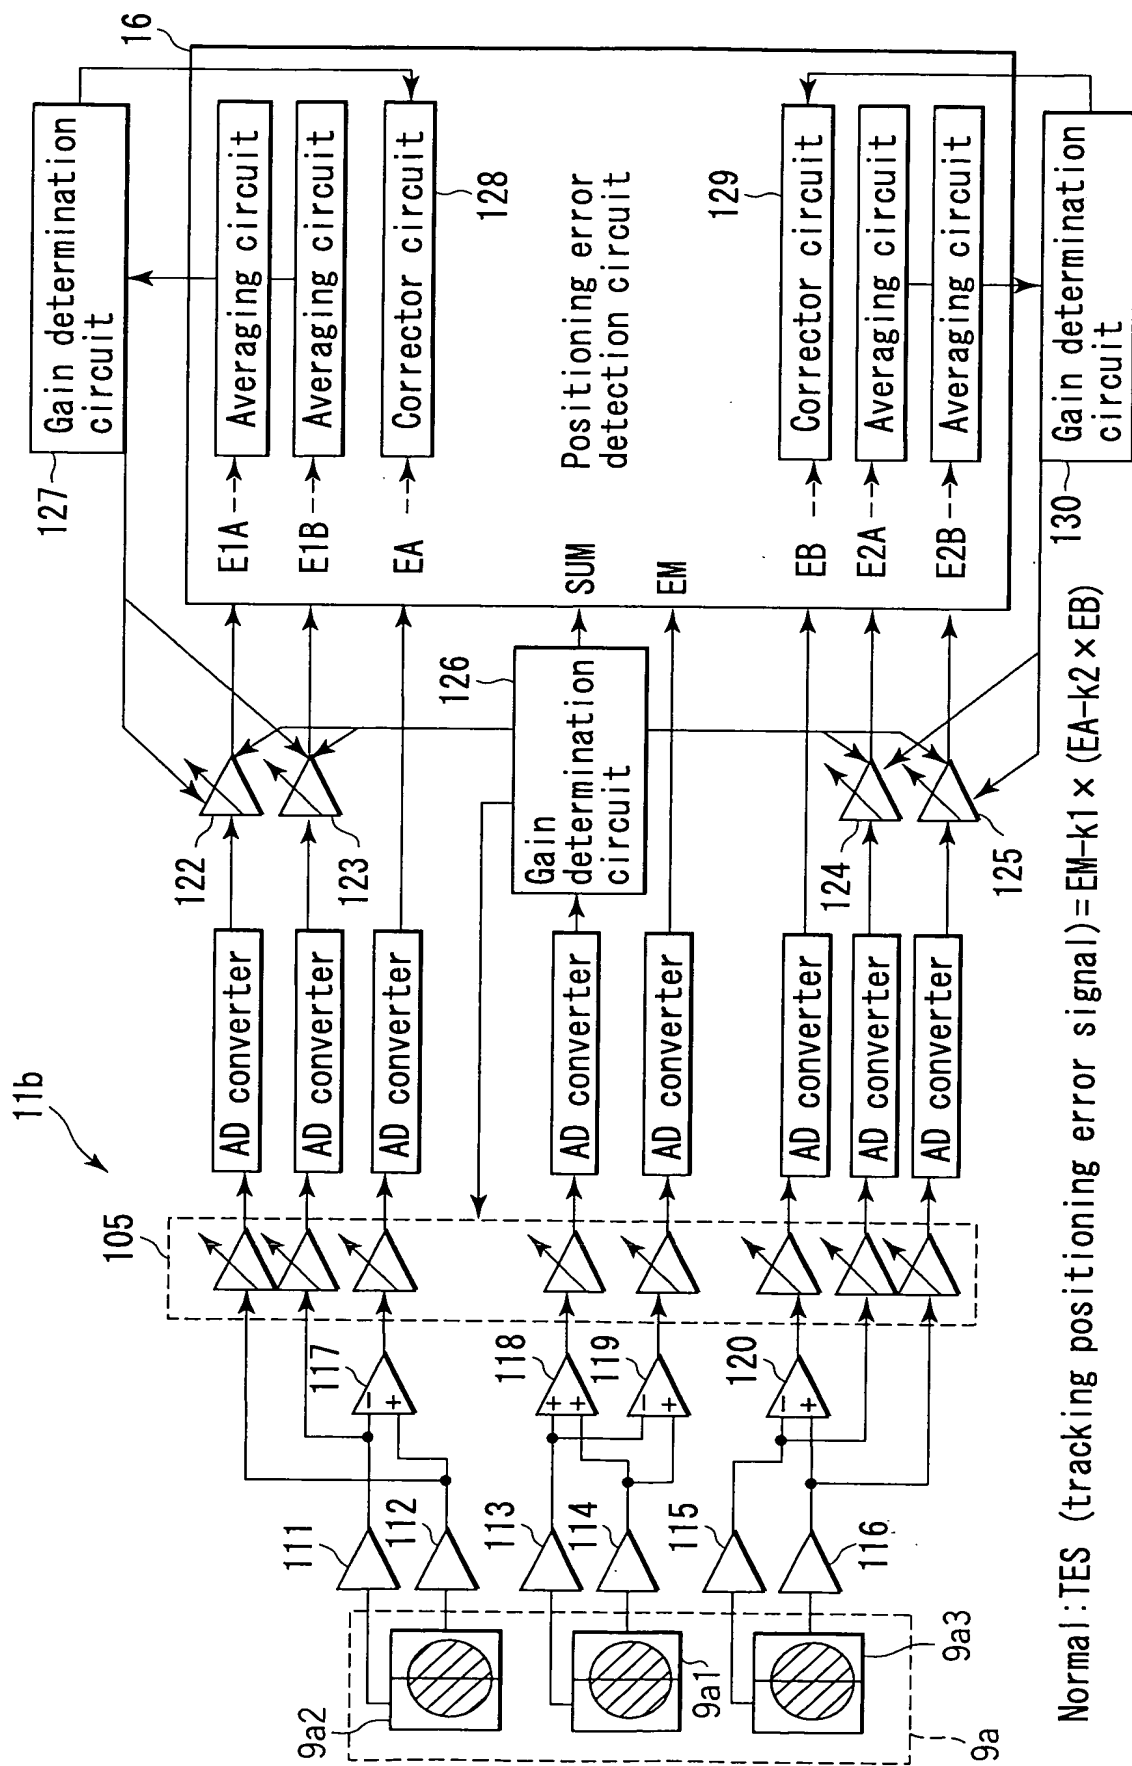 11b
16
127
Gain determination
circuit
Averaging circuit
Averaging circuit
Corrector circuit
128
E1A
E1B
EA
122
123
AD converter
AD converter
AD converter
105
117
-
+
111
112
9a2
Positioning error
detection circuit
SUM
EM
126
Gain
determination
circuit
AD converter
AD converter
118
+
+
119
-
+
113
114
9a1
129
Corrector circuit
Averaging circuit
Averaging circuit
EB
E2A
E2B
130
Gain determination
circuit
124
125
AD converter
AD converter
AD converter
120
-
+
115
116
9a3
9a
Normal:TES (tracking positioning error signal)=EM-k1×(EA-k2×EB)